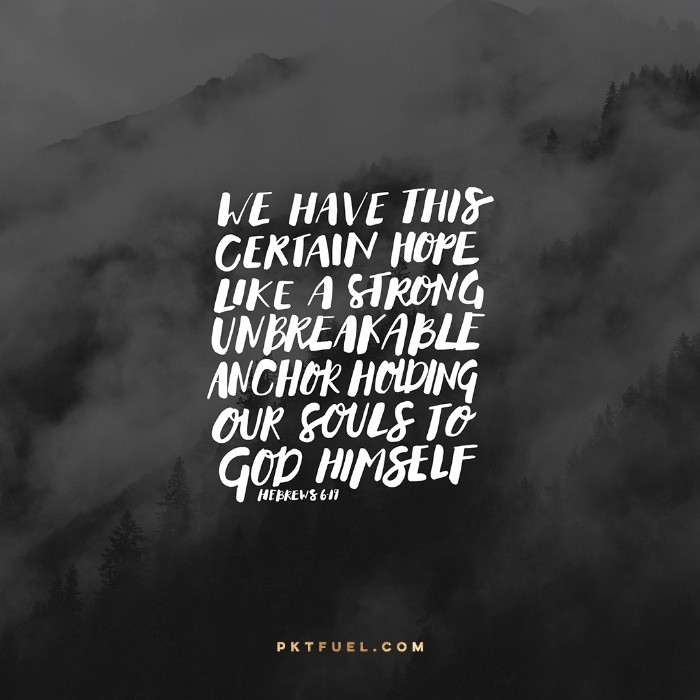 WE HAVE THIS
CERTAIN HOPE
LIKE A STRONG
UNBREAKABLE
ANCHOR HOLDING
OUR SOULS TO
GOD HIMSELF
HEBREWS 6:19
PKTFUEL.COM